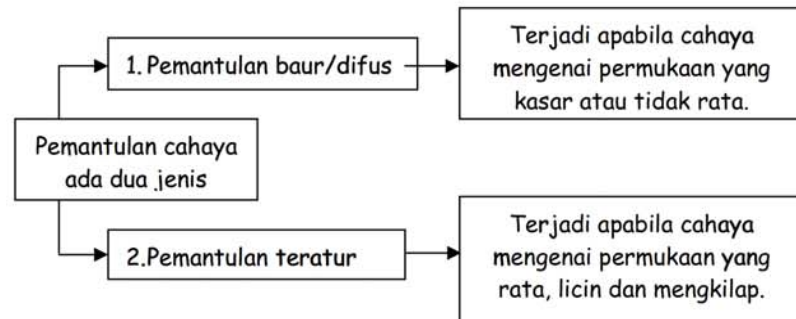 Pemantulan cahaya
ada dua jenis
1. Pemantulan baur/difus
Terjadi apabila cahaya
mengenai permukaan yang
kasar atau tidak rata.
2.Pemantulan teratur
Terjadi apabila cahaya
mengenai permukaan yang
rata, licin dan mengkilap.